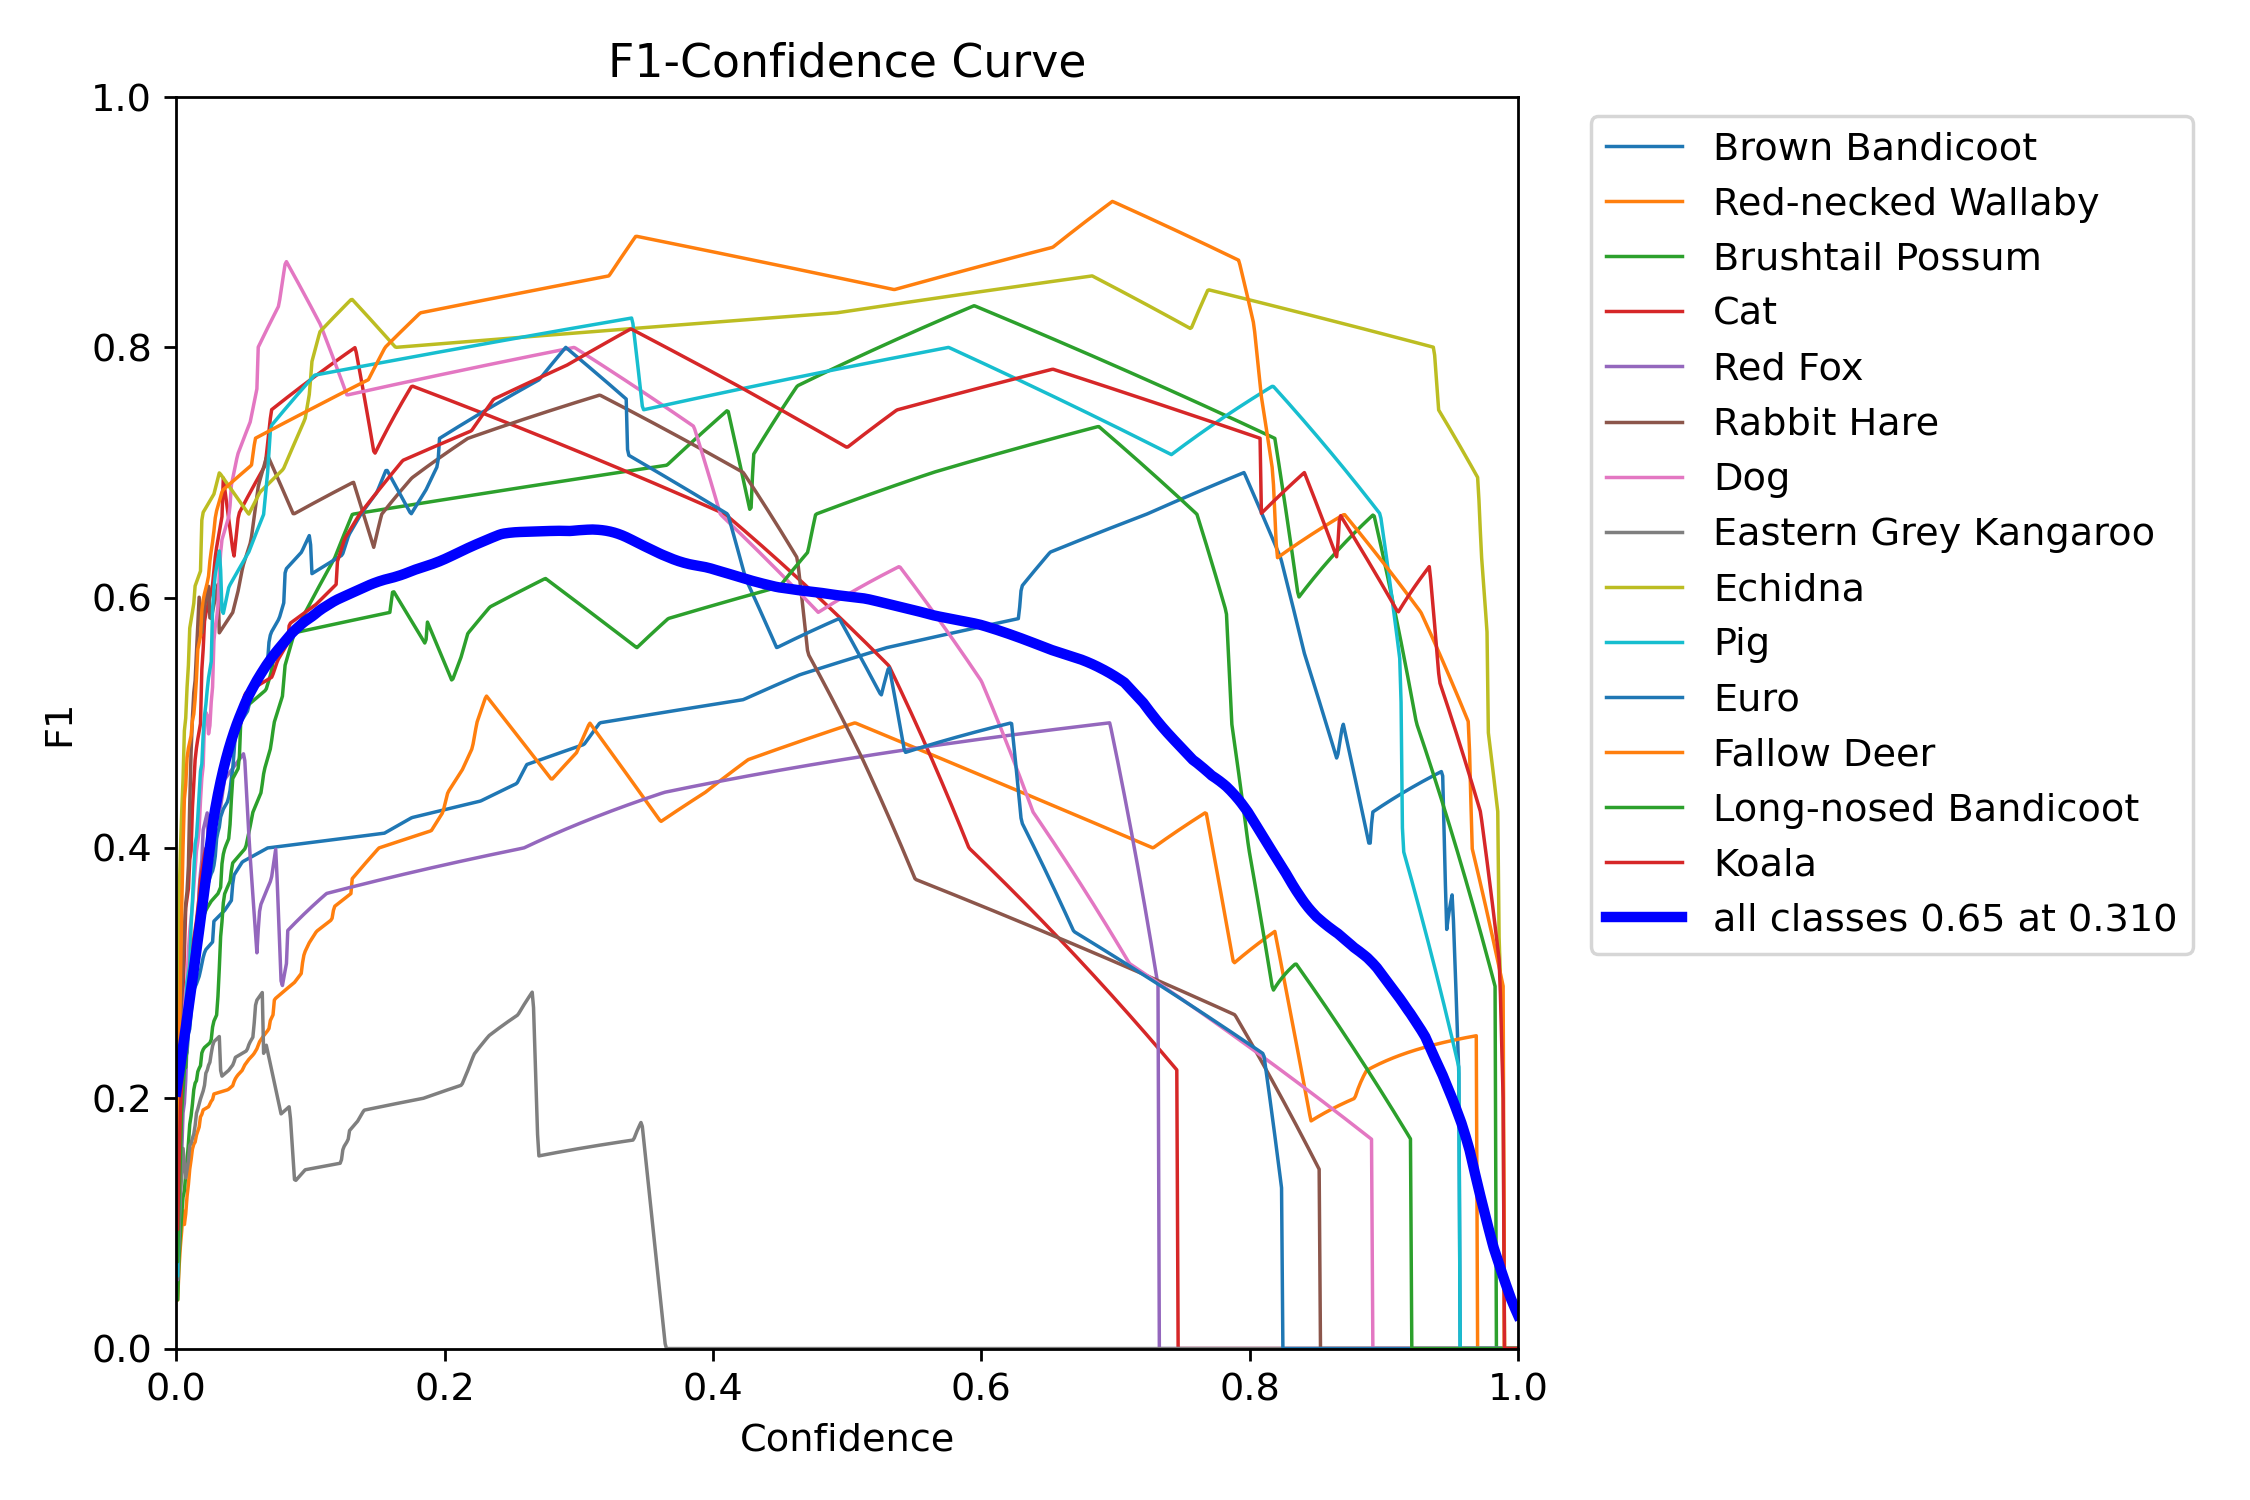 F1-Confidence Curve
1.0
0.8
0.6
0.4
0.2
0.0
F1
0.0 0.2 0.4 0.6 0.8 1.0
Confidence
Brown Bandicoot
Red-necked Wallaby
Brushtail Possum
Cat
Red Fox
Rabbit Hare
Dog
Eastern Grey Kangaroo
Echidna
Pig
Euro
Fallow Deer
Long-nosed Bandicoot
Koala
all classes 0.65 at 0.310